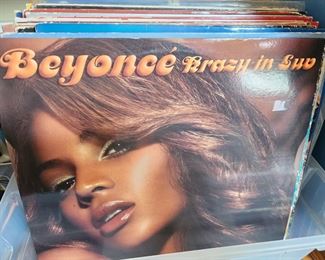 Beyoncé Krazy in Luv